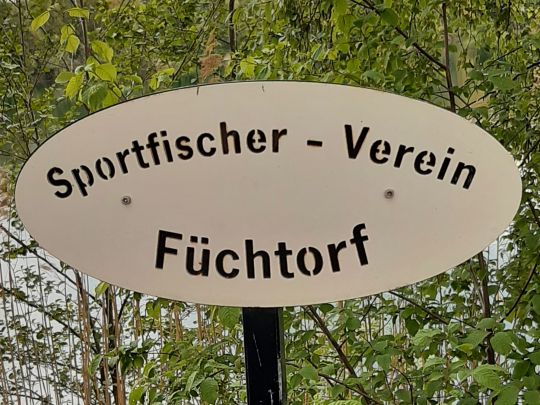 Sportfischer - Verein
Füchtorf